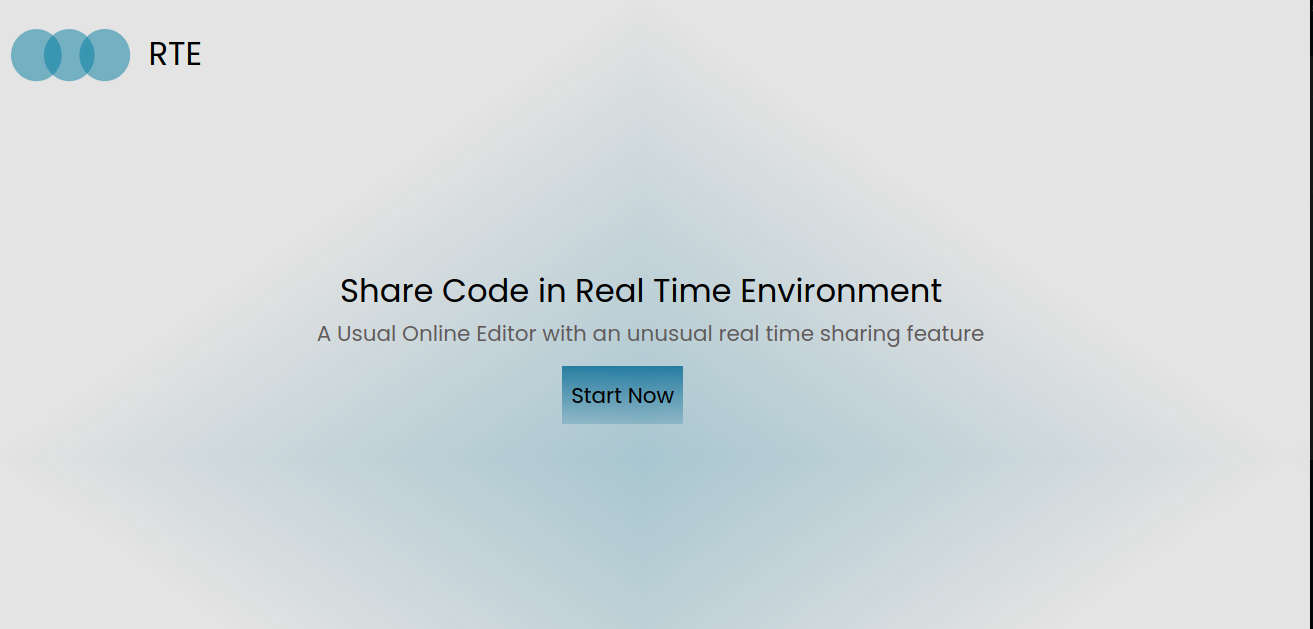 RTE
Share Code in Real Time Environment
A Usual Online Editor with an unusual real time sharing feature
Start Now